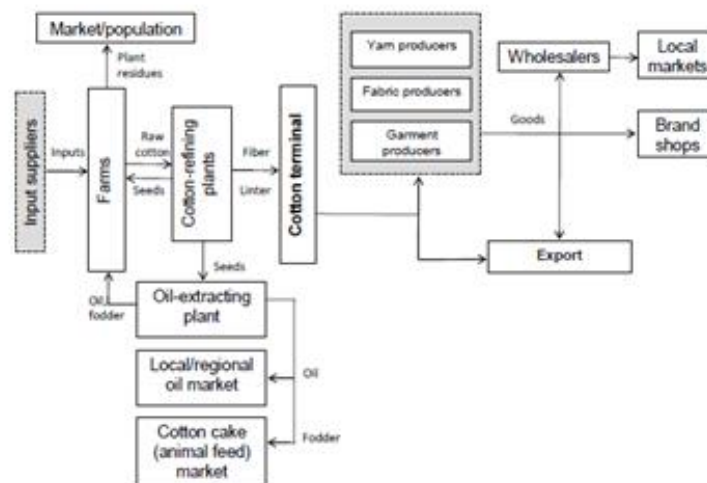 Market/population
Plant
residues
Input suppliers
Inputs
Farms
Raw
cotton
Seeds
Cotton-refining
plants
Fiber
Linter
Cotton terminal
Yarn producers
Fabric producers
Garment
producers
Goods
Wholesalers
Local
markets
Brand
shops
Export
Seeds
Oil,
fodder
Oil-extracting
plant
Local/regional
oil market
Oil
Cotton cake
(animal feed)
market
Fodder